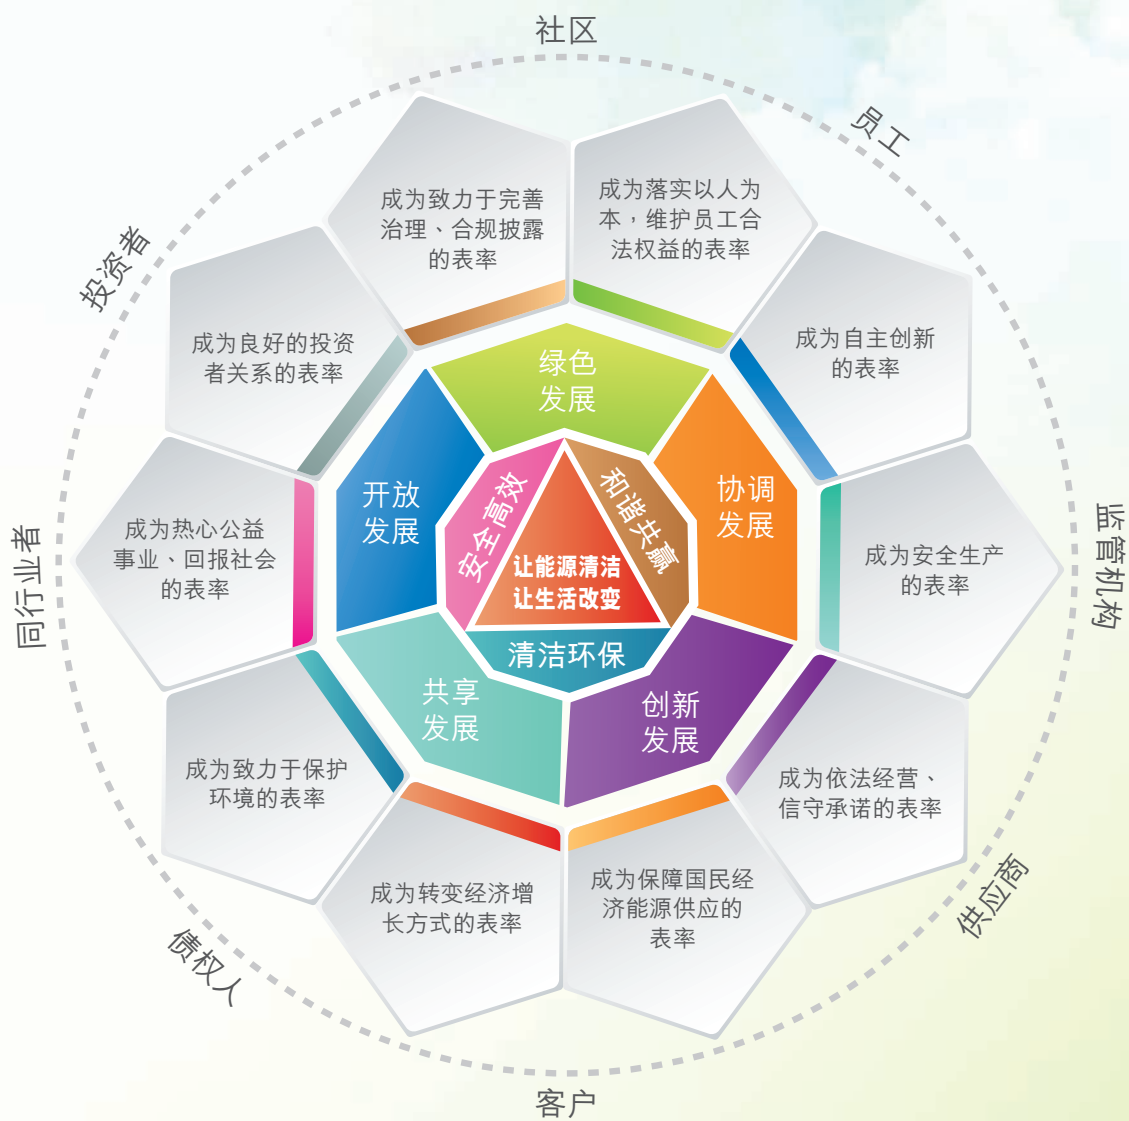 社区
员工
监管机构
供应商
客户
债权人
同行业者
投资者
成为致力于完善
治理、合规披露
的表率
成为落实以人为
本，维护员工合
法权益的表率
成为自主创新
的表率
成为安全生产
的表率
成为依法经营、
信守承诺的表率
成为保障国民经
济能源供应的
表率
成为转变经济增
长方式的表率
成为致力于保护
环境的表率
成为热心公益
事业、回报社会
的表率
成为良好的投资
者关系的表率
绿色
发展
协调
发展
创新
发展
共享
发展
开放
发展
安全高效
和谐共赢
清洁环保
让能源清洁
让生活改变